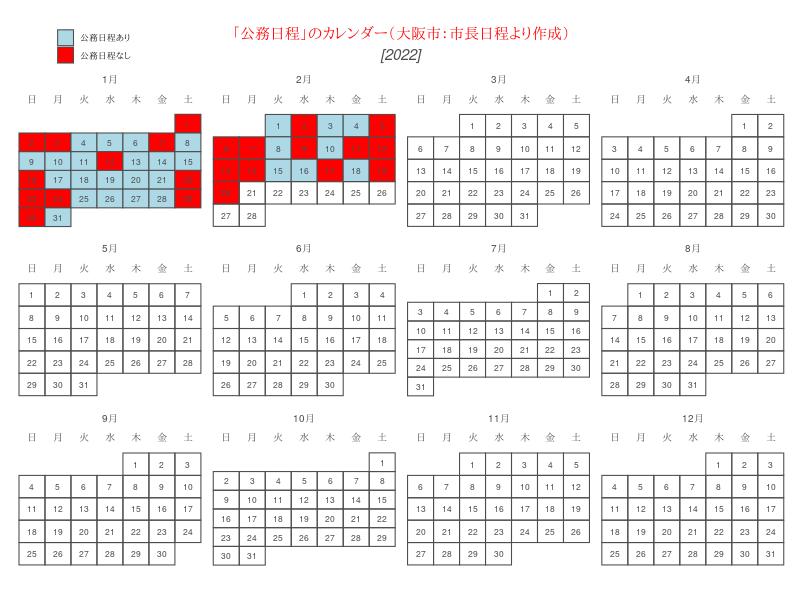 「公務日程」のカレンダー（大阪市：市長日程より作成）
[2022]
公務日程あり
公務日程なし
1月
日 月 火 水 木 金 土
4 5 6 8
9 10 11 13 14 15
17 18 19 20 21
25 26 27 28
31
2月
日 月 火 水 木 金 土
1 3 4
8 10
15 16 18
21 22 23 24 25 26
27 28
3月
日 月 火 水 木 金 土
1 2 3 4 5
6 7 8 9 10 11 12
13 14 15 16 17 18 19
20 21 22 23 24 25 26
27 28 29 30 31
4月
日 月 火 水 木 金 土
1 2
3 4 5 6 7 8 9
10 11 12 13 14 15 16
17 18 19 20 21 22 23
24 25 26 27 28 29 30
5月
日 月 火 水 木 金 土
1 2 3 4 5 6 7
8 9 10 11 12 13 14
15 16 17 18 19 20 21
22 23 24 25 26 27 28
29 30 31
6月
日 月 火 水 木 金 土
1 2 3 4
5 6 7 8 9 10 11
12 13 14 15 16 17 18
19 20 21 22 23 24 25
26 27 28 29 30
7月
日 月 火 水 木 金 土
1 2
3 4 5 6 7 8 9
10 11 12 13 14 15 16
17 18 19 20 21 22 23
24 25 26 27 28 29 30
31
8月
日 月 火 水 木 金 土
1 2 3 4 5 6
7 8 9 10 11 12 13
14 15 16 17 18 19 20
21 22 23 24 25 26 27
28 29 30 31
9月
日 月 火 水 木 金 土
1 2 3
4 5 6 7 8 9 10
11 12 13 14 15 16 17
18 19 20 21 22 23 24
25 26 27 28 29 30
10月
日 月 火 水 木 金 土
1
2 3 4 5 6 7 8
9 10 11 12 13 14 15
16 17 18 19 20 21 22
23 24 25 26 27 28 29
30 31
11月
日 月 火 水 木 金 土
1 2 3 4 5
6 7 8 9 10 11 12
13 14 15 16 17 18 19
20 21 22 23 24 25 26
27 28 29 30
12月
日 月 火 水 木 金 土
1 2 3
4 5 6 7 8 9 10
11 12 13 14 15 16 17
18 19 20 21 22 23 24
25 26 27 28 29 30 31